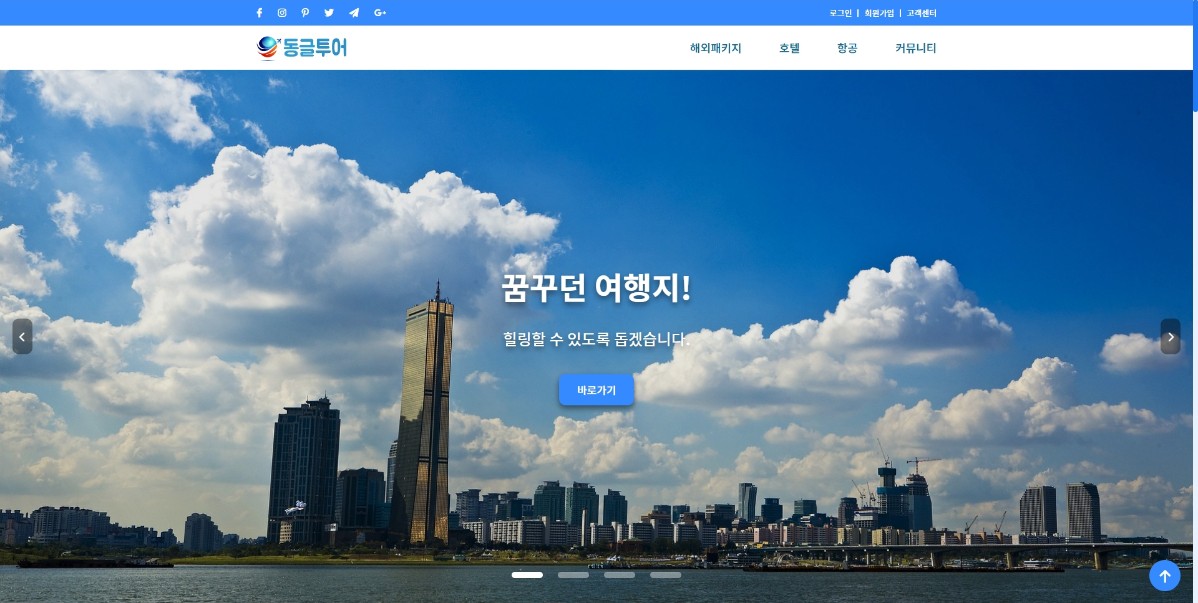 로그인 | 회원가입 | 고객센터
동글투어
해외패키지 호텔 항공 커뮤니티
꿈꾸던 여행지!
힐링할 수 있도록 돕겠습니다.
바로가기